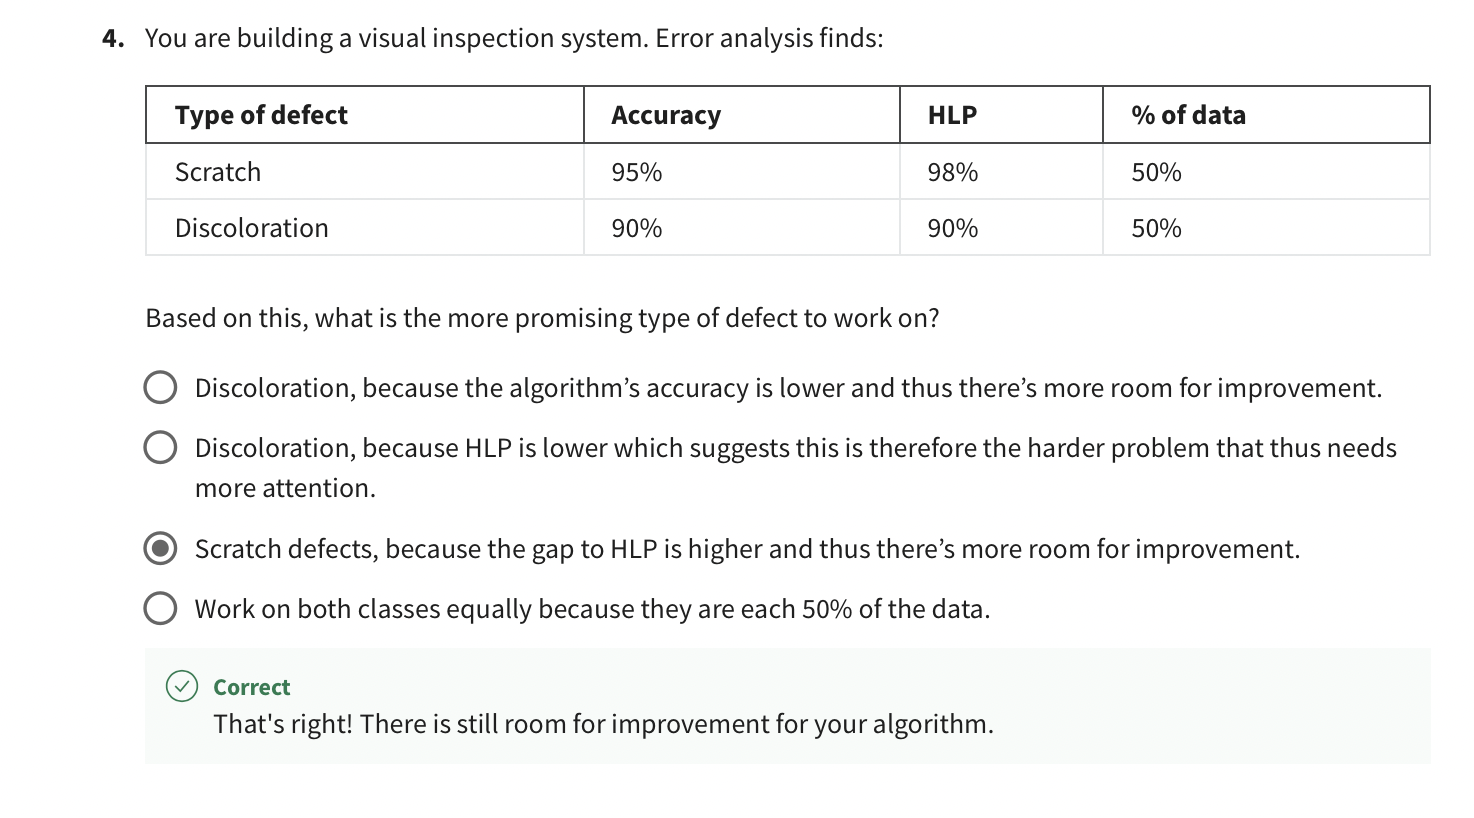 4. You are building a visual inspection system. Error analysis finds:
Type of defect Accuracy HLP % of data
Scratch 95% 98% 50%
Discoloration 90% 90% 50%
Based on this, what is the more promising type of defect to work on?
Discoloration, because the algorithm’s accuracy is lower and thus there’s more room for improvement.
Discoloration, because HLP is lower which suggests this is therefore the harder problem that thus needs
more attention.
Scratch defects, because the gap to HLP is higher and thus there’s more room for improvement.
Work on both classes equally because they are each 50% of the data.
Correct
That's right! There is still room for improvement for your algorithm.